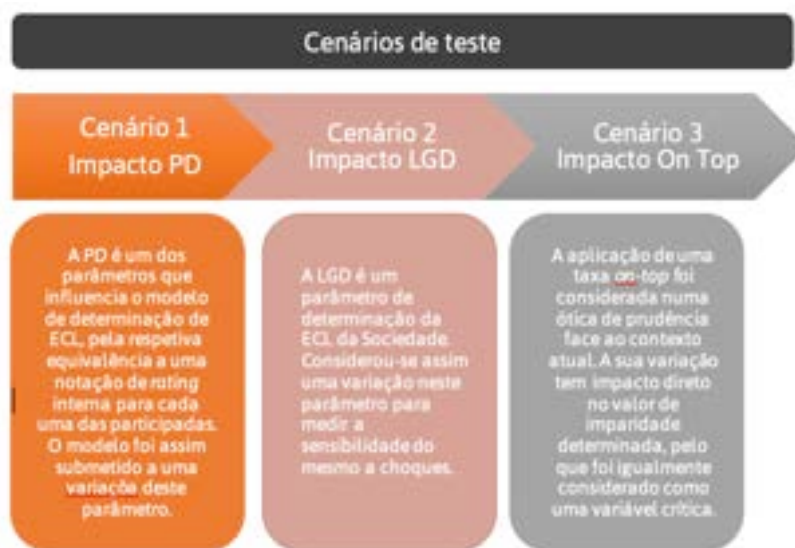 Cenários de teste
Cenário 1
Impacto PD
Cenário 2
Impacto LGD
Cenário 3
Impacto On Top
A PD é um dos
parâmetros que
influencia o modelo
de determinação de
ECL, pela respetiva
equivalência a uma
notação de rating
interna para cada
uma das participadas.
O modelo foi assim
submetido a uma
variação deste
parâmetro.
A LGD é um
parâmetro de
determinação da
ECL da Sociedade.
Considerou-se assim
uma variação neste
parâmetro para
medir a
sensibilidade do
mesmo a choques.
A aplicação de uma
taxa on-top foi
considerada numa
ótica de prudência
face ao contexto
atual. A sua variação
tem impacto direto
no valor de
imparidade
determinada, pelo
que foi igualmente
considerado como
uma variável crítica.